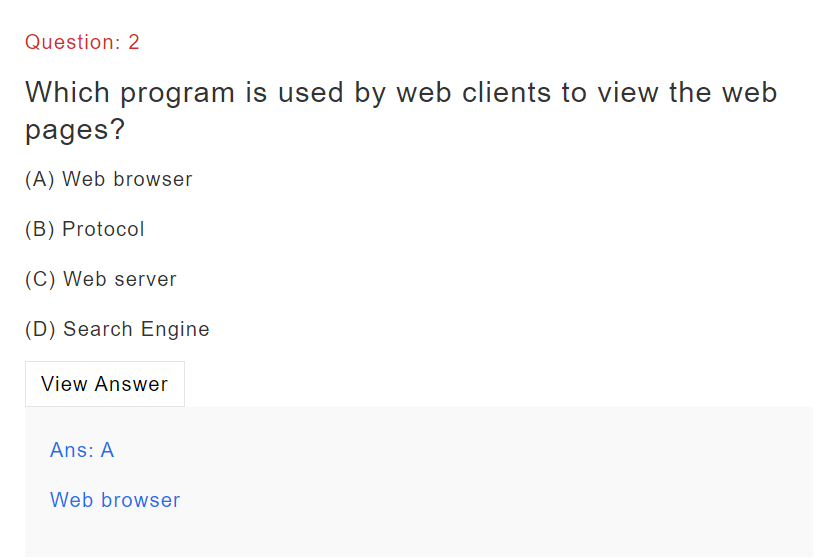 Question: 2
Which program is used by web clients to view the web
pages?
(A) Web browser
(B) Protocol
(C) Web server
(D) Search Engine
View Answer
Ans: A
Web browser